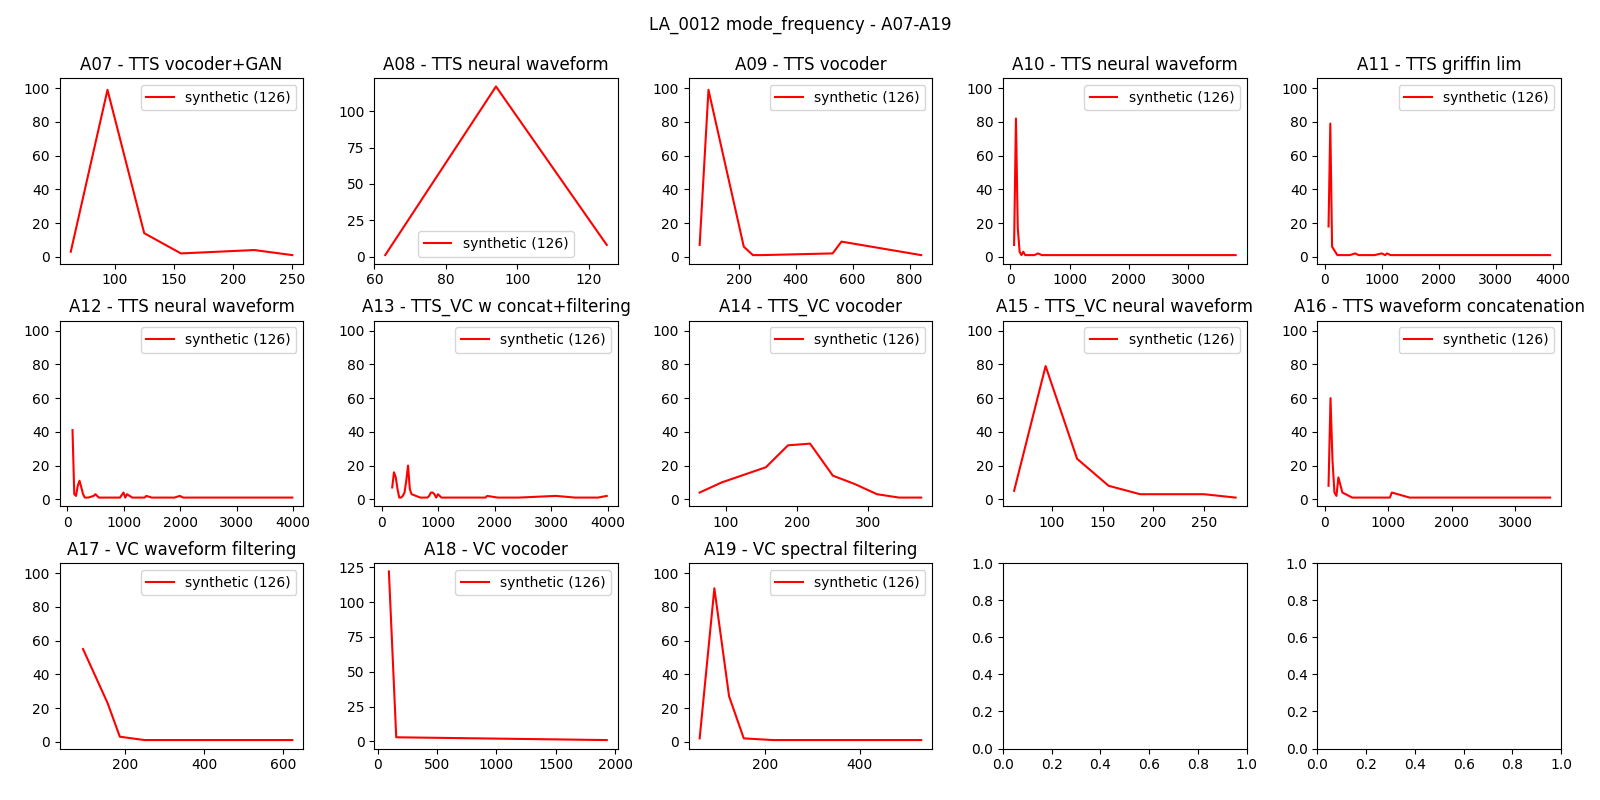 LA_0012 mode_frequency - A07-A19
A07 - TTS vocoder+GAN
synthetic (126)
0 20 40 60 80 100
100 150 200 250
A08 - TTS neural waveform
synthetic (126)
0 25 50 75 100
60 80 100 120
A09 - TTS vocoder
synthetic (126)
0 20 40 60 80 100
200 400 600 800
A10 - TTS neural waveform
synthetic (126)
0 20 40 60 80 100
0 1000 2000 3000
A11 - TTS griffin lim
synthetic (126)
0 20 40 60 80 100
0 1000 2000 3000 4000
A12 - TTS neural waveform
synthetic (126)
0 20 40 60 80 100
0 1000 2000 3000 4000
A13 - TTS_VC w concat+filtering
synthetic (126)
0 20 40 60 80 100
0 1000 2000 3000 4000
A14 - TTS_VC vocoder
synthetic (126)
0 20 40 60 80 100
100 200 300
A15 - TTS_VC neural waveform
synthetic (126)
0 20 40 60 80 100
100 150 200 250
A16 - TTS waveform concatenation
synthetic (126)
0 20 40 60 80 100
0 1000 2000 3000
A17 - VC waveform filtering
synthetic (126)
0 20 40 60 80 100
200 400 600
A18 - VC vocoder
synthetic (126)
0 25 50 75 100 125
0 500 1000 1500 2000
A19 - VC spectral filtering
synthetic (126)
0 20 40 60 80 100
200 400
0.0 0.2 0.4 0.6 0.8 1.0
0.0 0.2 0.4 0.6 0.8 1.0
0.0 0.2 0.4 0.6 0.8 1.0
0.0 0.2 0.4 0.6 0.8 1.0